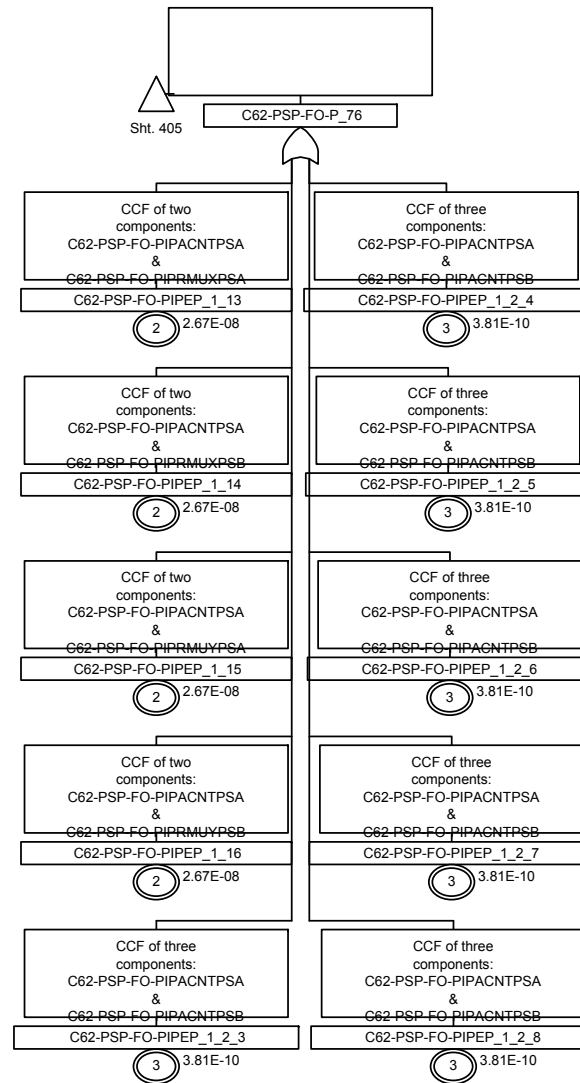 Sht. 405
C62-PSP-FO-P_76
CCF of two
components:
C62-PSP-FO-PIPACNTPSA
&
C62-PSP-FO-PIPRMUXPSA
C62-PSP-FO-PIPEP_1_13
2
2.67E-08
CCF of three
components:
C62-PSP-FO-PIPACNTPSA
&
C62-PSP-FO-PIPACNTPSB
C62-PSP-FO-PIPEP_1_2_4
3
3.81E-10
CCF of two
components:
C62-PSP-FO-PIPACNTPSA
&
C62-PSP-FO-PIPRMUXPSB
C62-PSP-FO-PIPEP_1_14
2
2.67E-08
CCF of three
components:
C62-PSP-FO-PIPACNTPSA
&
C62-PSP-FO-PIPACNTPSB
C62-PSP-FO-PIPEP_1_2_5
3
3.81E-10
CCF of two
components:
C62-PSP-FO-PIPACNTPSA
&
C62-PSP-FO-PIPRMUYPSA
C62-PSP-FO-PIPEP_1_15
2
2.67E-08
CCF of three
components:
C62-PSP-FO-PIPACNTPSA
&
C62-PSP-FO-PIPACNTPSB
C62-PSP-FO-PIPEP_1_2_6
3
3.81E-10
CCF of two
components:
C62-PSP-FO-PIPACNTPSA
&
C62-PSP-FO-PIPRMUYPSB
C62-PSP-FO-PIPEP_1_16
2
2.67E-08
CCF of three
components:
C62-PSP-FO-PIPACNTPSA
&
C62-PSP-FO-PIPACNTPSB
C62-PSP-FO-PIPEP_1_2_7
3
3.81E-10
CCF of three
components:
C62-PSP-FO-PIPACNTPSA
&
C62-PSP-FO-PIPACNTPSB
C62-PSP-FO-PIPEP_1_2_3
3
3.81E-10
CCF of three
components:
C62-PSP-FO-PIPACNTPSA
&
C62-PSP-FO-PIPACNTPSB
C62-PSP-FO-PIPEP_1_2_8
3
3.81E-10